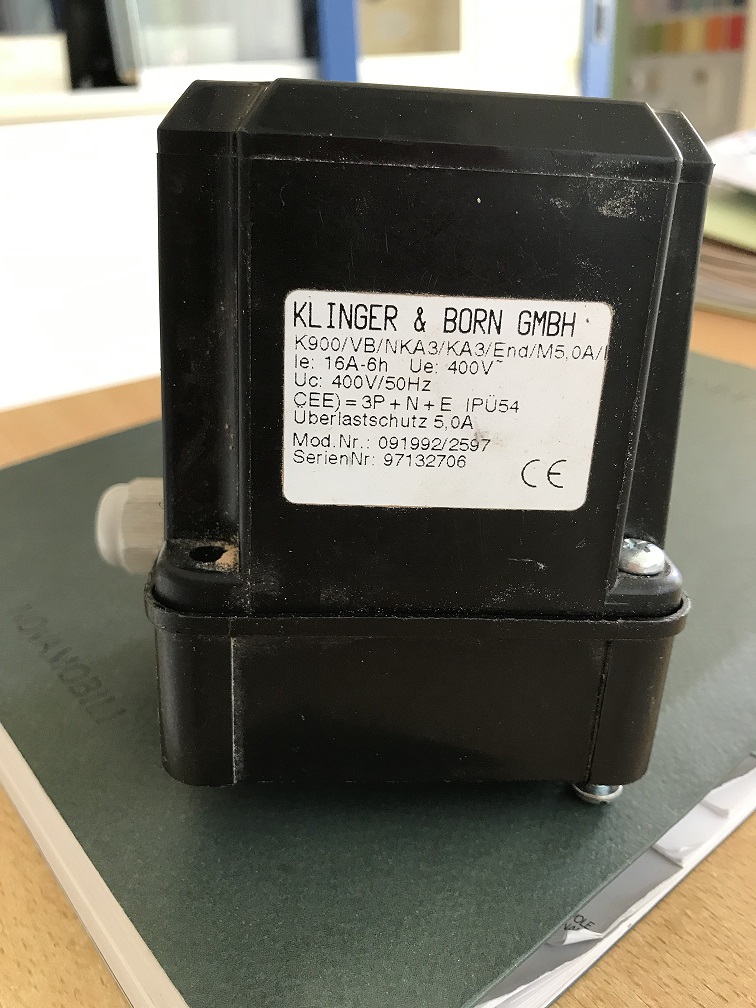 KLINGER & BORN GMBH
K900/VB/NKA3/KA3/End/M5,0A/
Ie: 16A-6h Ue: 400V~
Uc: 400V/50Hz
CEE) = 3P + N + E IPÜ54
Überlastschutz 5,0A
Mod.Nr.: 091992/2597
SerienNr: 97132706
CE
NOVAMOBILI